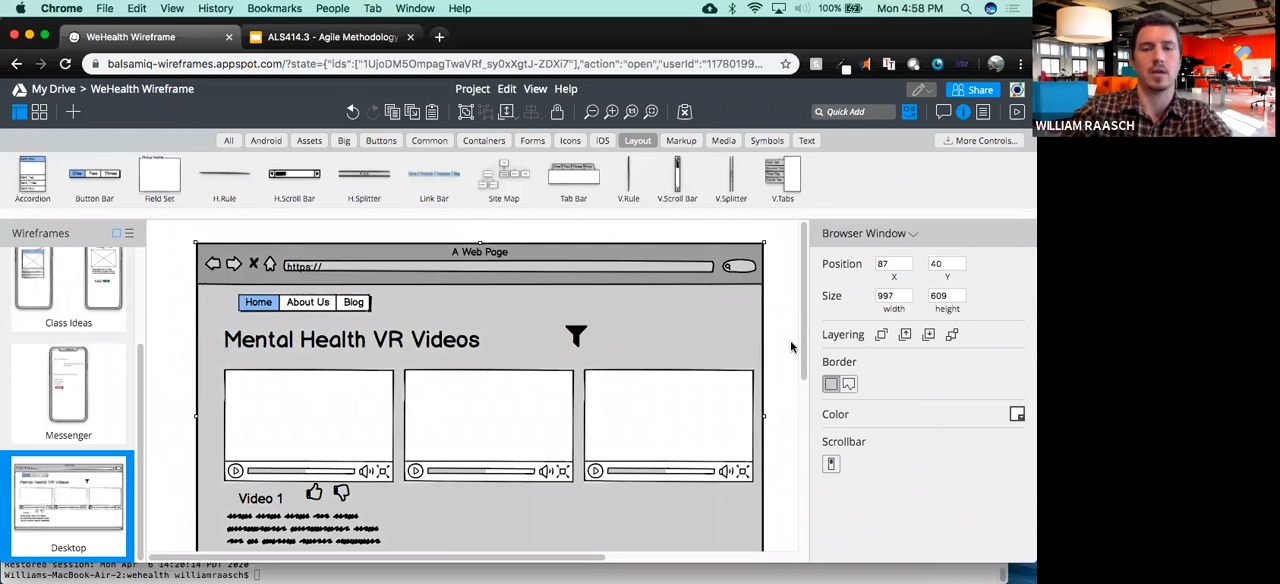 Chrome File Edit View History Bookmarks People Tab Window Help 100% Mon 4:58 PM
WeHealth Wireframe
ALS414.3 - Agile Methodology
balsamiq-wireframes.appspot.com/?state={"ids":["1UjoDM5OmpagTwaVRf_sy0xXgtJ-ZDXi7"],"action":"open","userId":"11780199...
My Drive > WeHealth Wireframe
Project Edit View Help
Share
Quick Add
All Android Assets Big Buttons Common Containers Forms Icons iOS Layout Markup Media Symbols Text
More Controls...
Accordion Button Bar Field Set H.Rule H.Scroll Bar H.Splitter Link Bar Site Map Tab Bar V.Rule V.Scroll Bar V.Splitter V.Tabs
Wireframes
Class Ideas
Messenger
Desktop
A Web Page
https://
Home About Us Blog
Mental Health VR Videos
Video 1
Browser Window
Position 87 40
X Y
Size 997 609
width height
Layering
Border
Color
Scrollbar
WILLIAM RAASCH
Restored session: Mon Apr 6 14:20:14 PDT 2020
Williams-MacBook-Air-2:wehealth williamraasch$